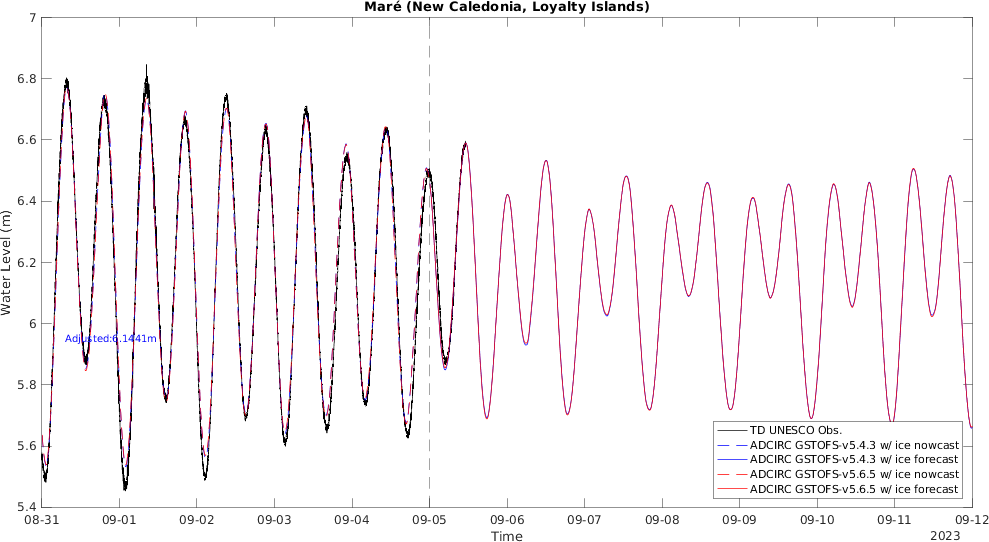 Maré (New Caledonia, Loyalty Islands)
7
6.8
6.6
6.4
6.2
6
5.8
5.6
5.4
Water Level (m)
Adjusted:6.1441m
TD UNESCO Obs.
ADCIRC GSTOFS-v5.4.3 w/ ice nowcast
ADCIRC GSTOFS-v5.4.3 w/ ice forecast
ADCIRC GSTOFS-v5.6.5 w/ ice nowcast
ADCIRC GSTOFS-v5.6.5 w/ ice forecast
08-31 09-01 09-02 09-03 09-04 09-05 09-06 09-07 09-08 09-09 09-10 09-11 09-12
Time
2023